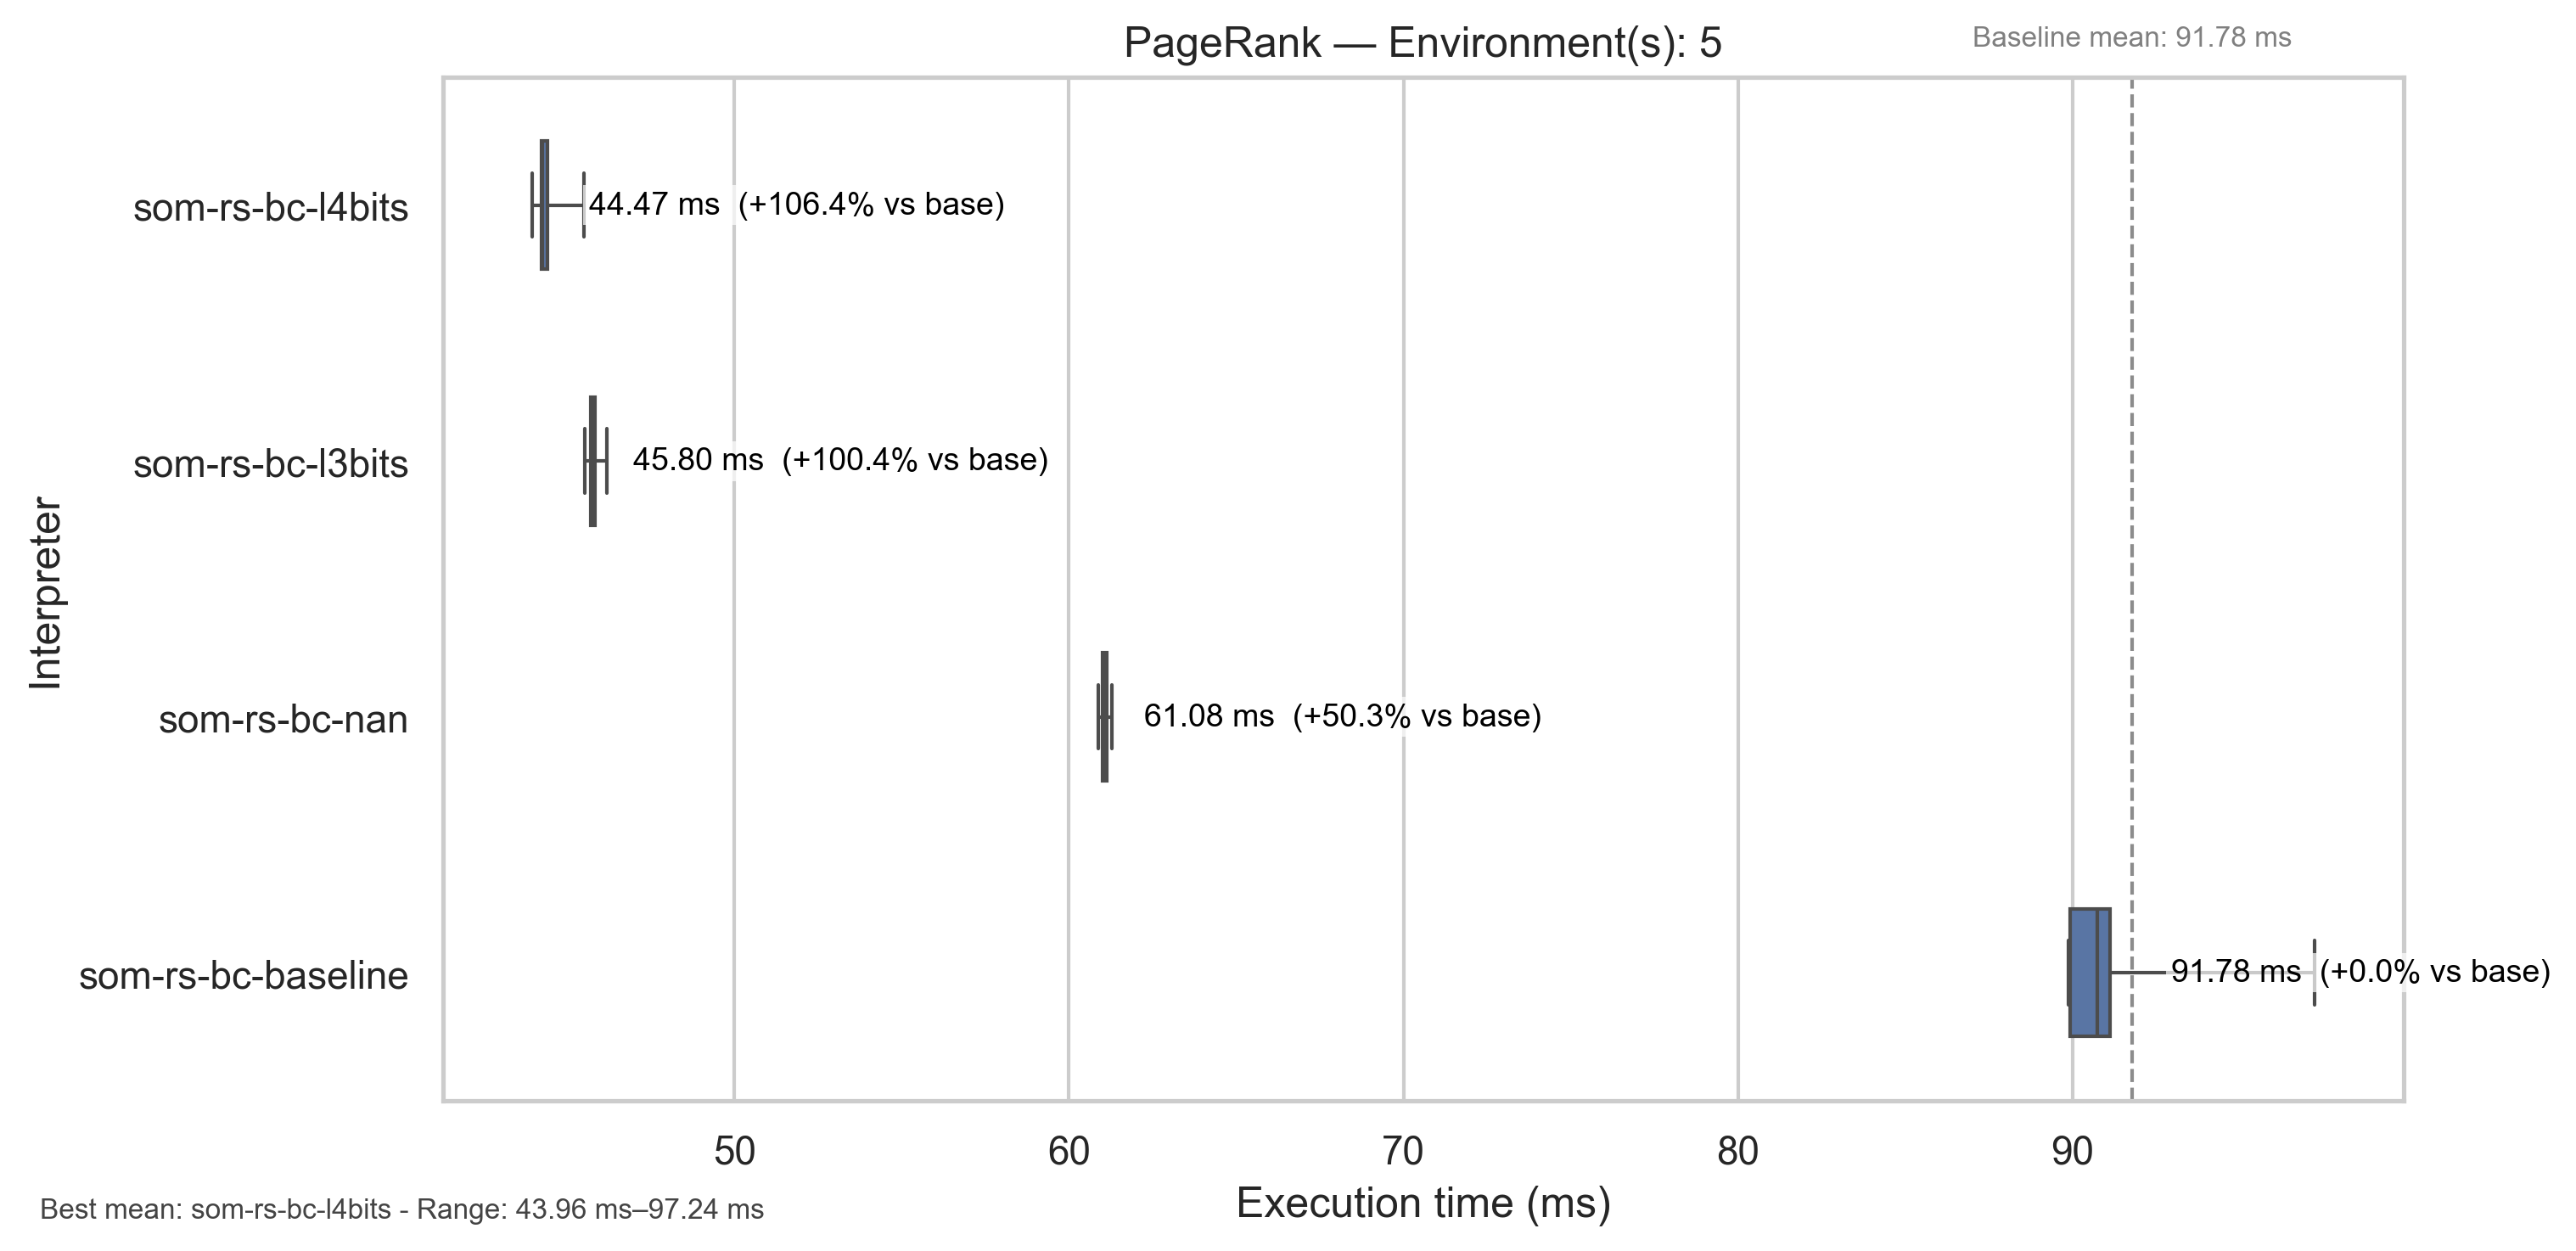 PageRank — Environment(s): 5
Baseline mean: 91.78 ms
Interpreter
som-rs-bc-l4bits
44.47 ms  (+106.4% vs base)
som-rs-bc-l3bits
45.80 ms  (+100.4% vs base)
som-rs-bc-nan
61.08 ms  (+50.3% vs base)
som-rs-bc-baseline
91.78 ms  (+0.0% vs base)
50 60 70 80 90
Execution time (ms)
Best mean: som-rs-bc-l4bits - Range: 43.96 ms–97.24 ms